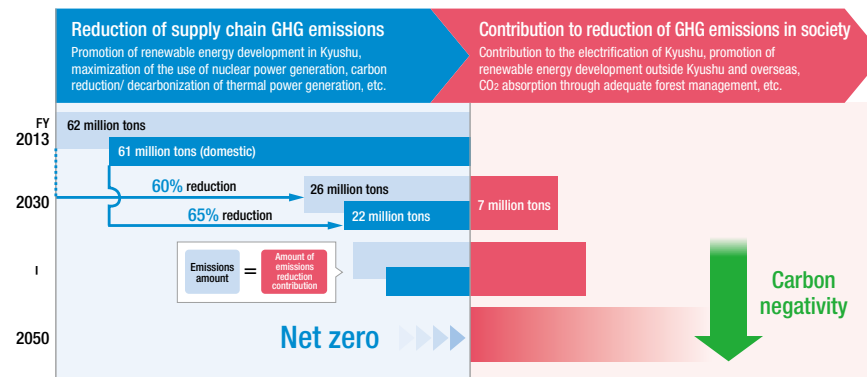 Reduction of supply chain GHG emissions
Promotion of renewable energy development in Kyushu,
maximization of the use of nuclear power generation, carbon
reduction/ decarbonization of thermal power generation, etc.
Contribution to reduction of GHG emissions in society
Contribution to the electrification of Kyushu, promotion of
renewable energy development outside Kyushu and overseas,
CO₂ absorption through adequate forest management, etc.
FY
2013
62 million tons
61 million tons (domestic)
60% reduction
26 million tons
2030
65% reduction
22 million tons
7 million tons
Emissions
amount
=
Amount of
emissions
reduction
contribution
Carbon
negativity
2050
Net zero